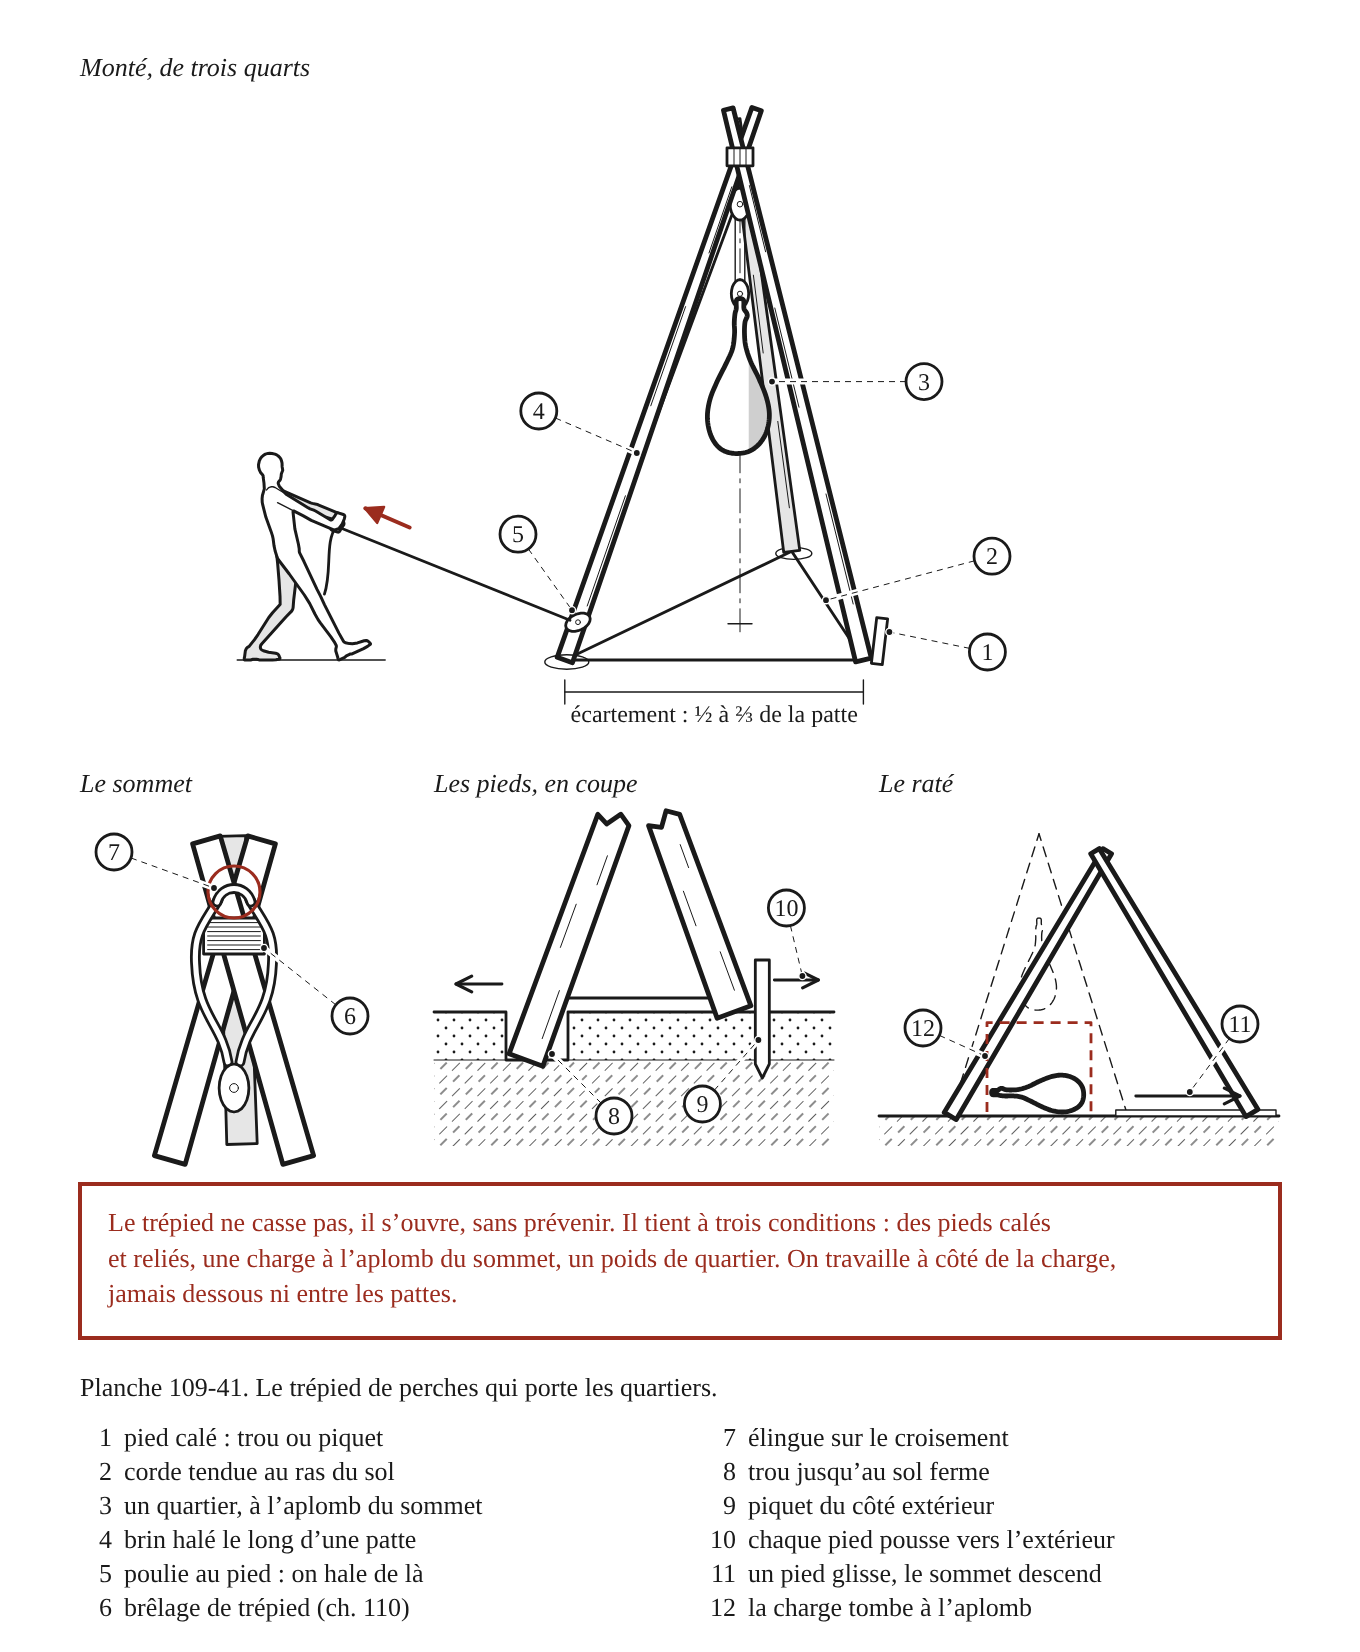 Monté, de trois quarts
3
4
5
2
1
écartement : ½ à ⅔ de la patte
Le sommet
Les pieds, en coupe
Le raté
7
10
6
12
11
9
8
Le trépied ne casse pas, il s’ouvre, sans prévenir. Il tient à trois conditions : des pieds calés
et reliés, une charge à l’aplomb du sommet, un poids de quartier. On travaille à côté de la charge,
jamais dessous ni entre les pattes.
Planche 109-41. Le trépied de perches qui porte les quartiers.
1 pied calé : trou ou piquet
2 corde tendue au ras du sol
3 un quartier, à l’aplomb du sommet
4 brin halé le long d’une patte
5 poulie au pied : on hale de là
6 brêlage de trépied (ch. 110)
7 élingue sur le croisement
8 trou jusqu’au sol ferme
9 piquet du côté extérieur
10 chaque pied pousse vers l’extérieur
11 un pied glisse, le sommet descend
12 la charge tombe à l’aplomb